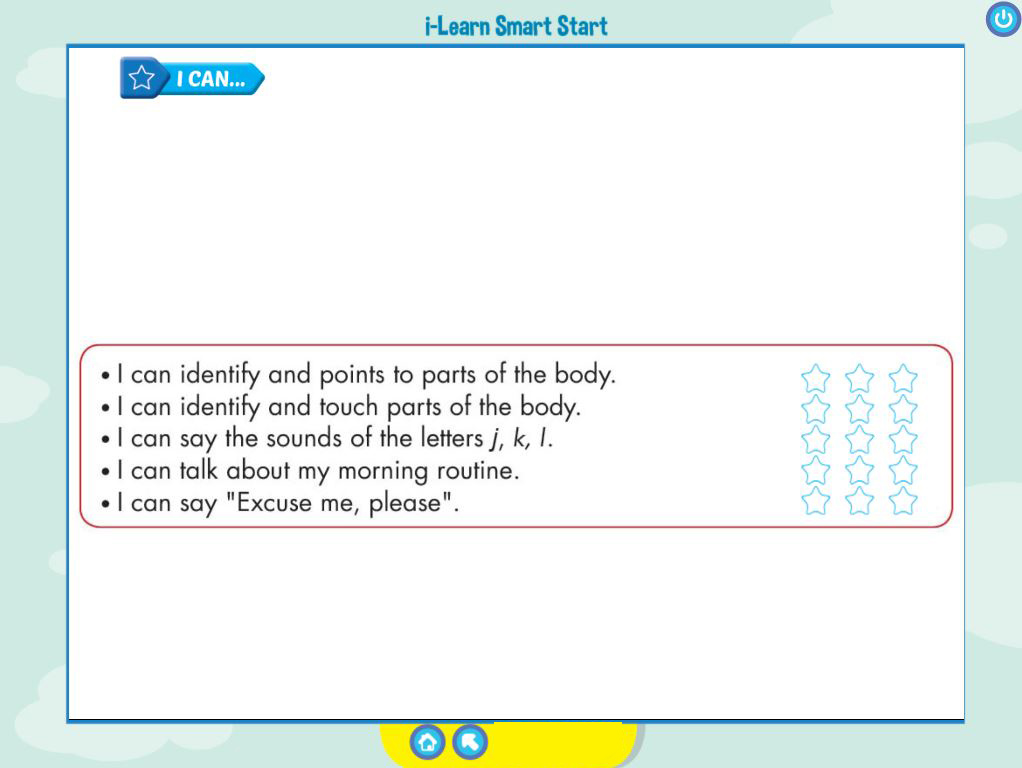 i-Learn Smart Start
I CAN...
• I can identify and points to parts of the body.
• I can identify and touch parts of the body.
• I can say the sounds of the letters j, k, l.
• I can talk about my morning routine.
• I can say "Excuse me, please".